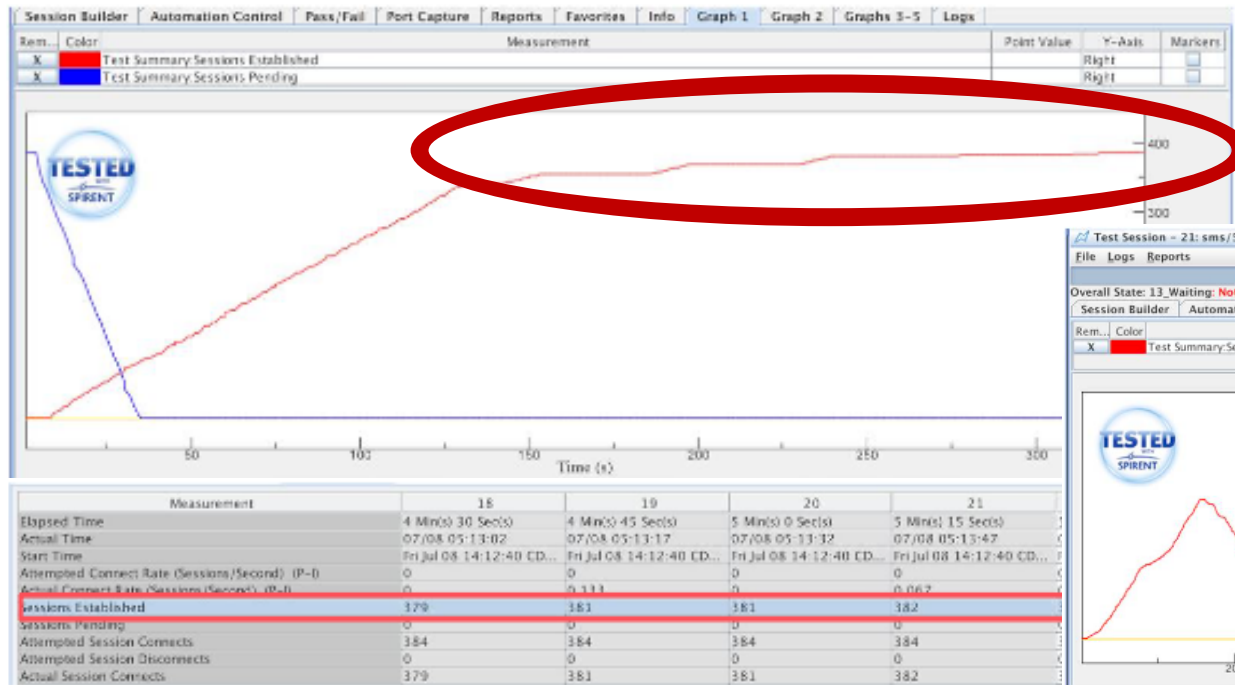 Session Builder Automation Control Pass/Fail Port Capture Reports Favorites Info Graph 1 Graph 2 Graphs 3-5 Logs
Rem... Color Measurement Point Value Y-Axis Markers
X Test Summary:Sessions Established Right
X Test Summary:Sessions Pending Right
TESTED
WITH
SPIRENT
400
300
50 100 150 200 250 300
Time (s)
Test Session - 21: sms/
File Logs Reports
Overall State: 13_Waiting:
Session Builder
Rem... Color
X Test Summary:
TESTED
WITH
SPIRENT
Measurement 18 19 20 21
Elapsed Time 4 Min(s) 30 Sec(s) 4 Min(s) 45 Sec(s) 5 Min(s) 0 Sec(s) 5 Min(s) 15 Sec(s)
Actual Time 07/08 05:13:02 07/08 05:13:17 07/08 05:13:32 07/08 05:13:47
Start Time Fri Jul 08 14:12:40 CD... Fri Jul 08 14:12:40 CD... Fri Jul 08 14:12:40 CD... Fri Jul 08 14:12:40 CD...
Attempted Connect Rate (Sessions/Second) (P-I) 0 0 0 0
Actual Connect Rate (Sessions/Second) (P-I) 0 0.133 0 0.067
Sessions Established 379 381 381 382
Sessions Pending 0 0 0 0
Attempted Session Connects 384 384 384 384
Attempted Session Disconnects 0 0 0 0
Actual Session Connects 379 381 381 382